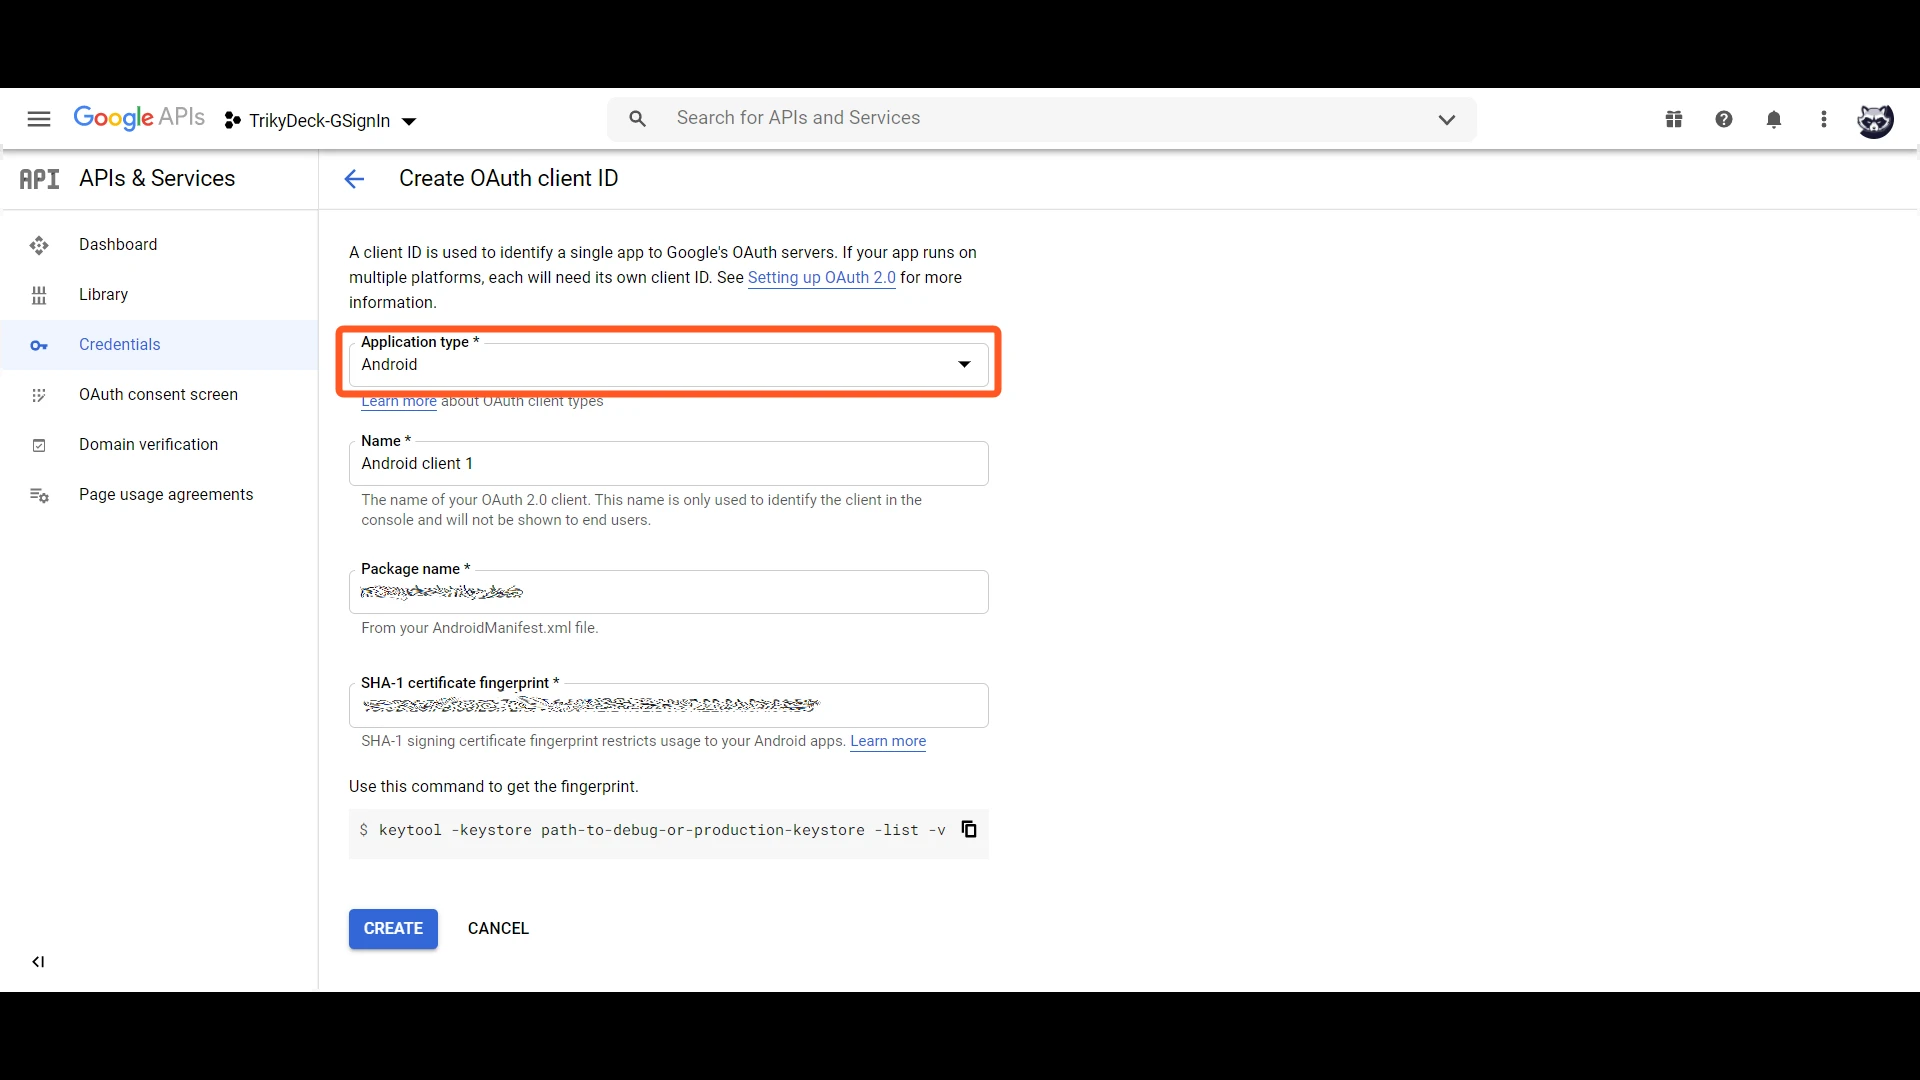 Google APIs
TrikyDeck-GSignIn
Search for APIs and Services
API
APIs & Services
Create OAuth client ID
Dashboard
Library
Credentials
OAuth consent screen
Domain verification
Page usage agreements
A client ID is used to identify a single app to Google's OAuth servers. If your app runs on
multiple platforms, each will need its own client ID. See Setting up OAuth 2.0 for more
information.
Application type *
Android
Learn more about OAuth client types
Name *
Android client 1
The name of your OAuth 2.0 client. This name is only used to identify the client in the
console and will not be shown to end users.
Package name *
From your AndroidManifest.xml file.
SHA-1 certificate fingerprint *
SHA-1 signing certificate fingerprint restricts usage to your Android apps. Learn more
Use this command to get the fingerprint.
$ keytool -keystore path-to-debug-or-production-keystore -list -v
CREATE
CANCEL